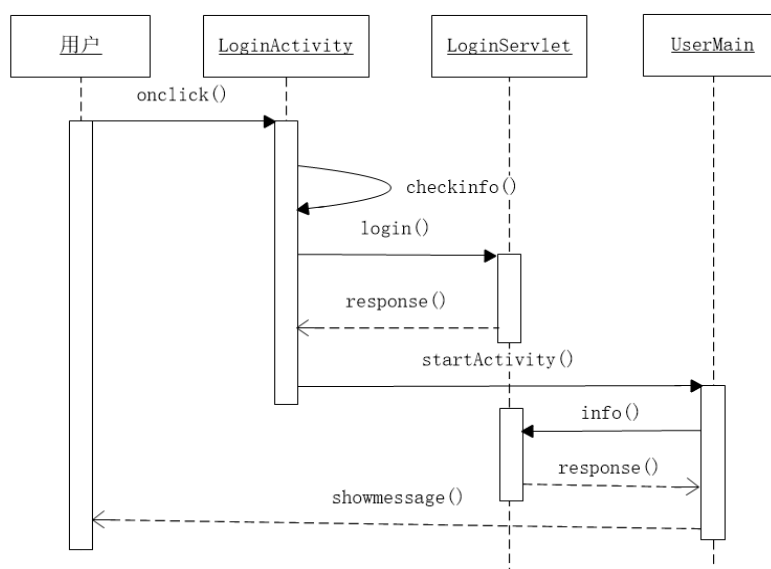 用户
LoginActivity
LoginServlet
UserMain
onclick()
checkinfo()
login()
response()
startActivity()
info()
response()
showmessage()